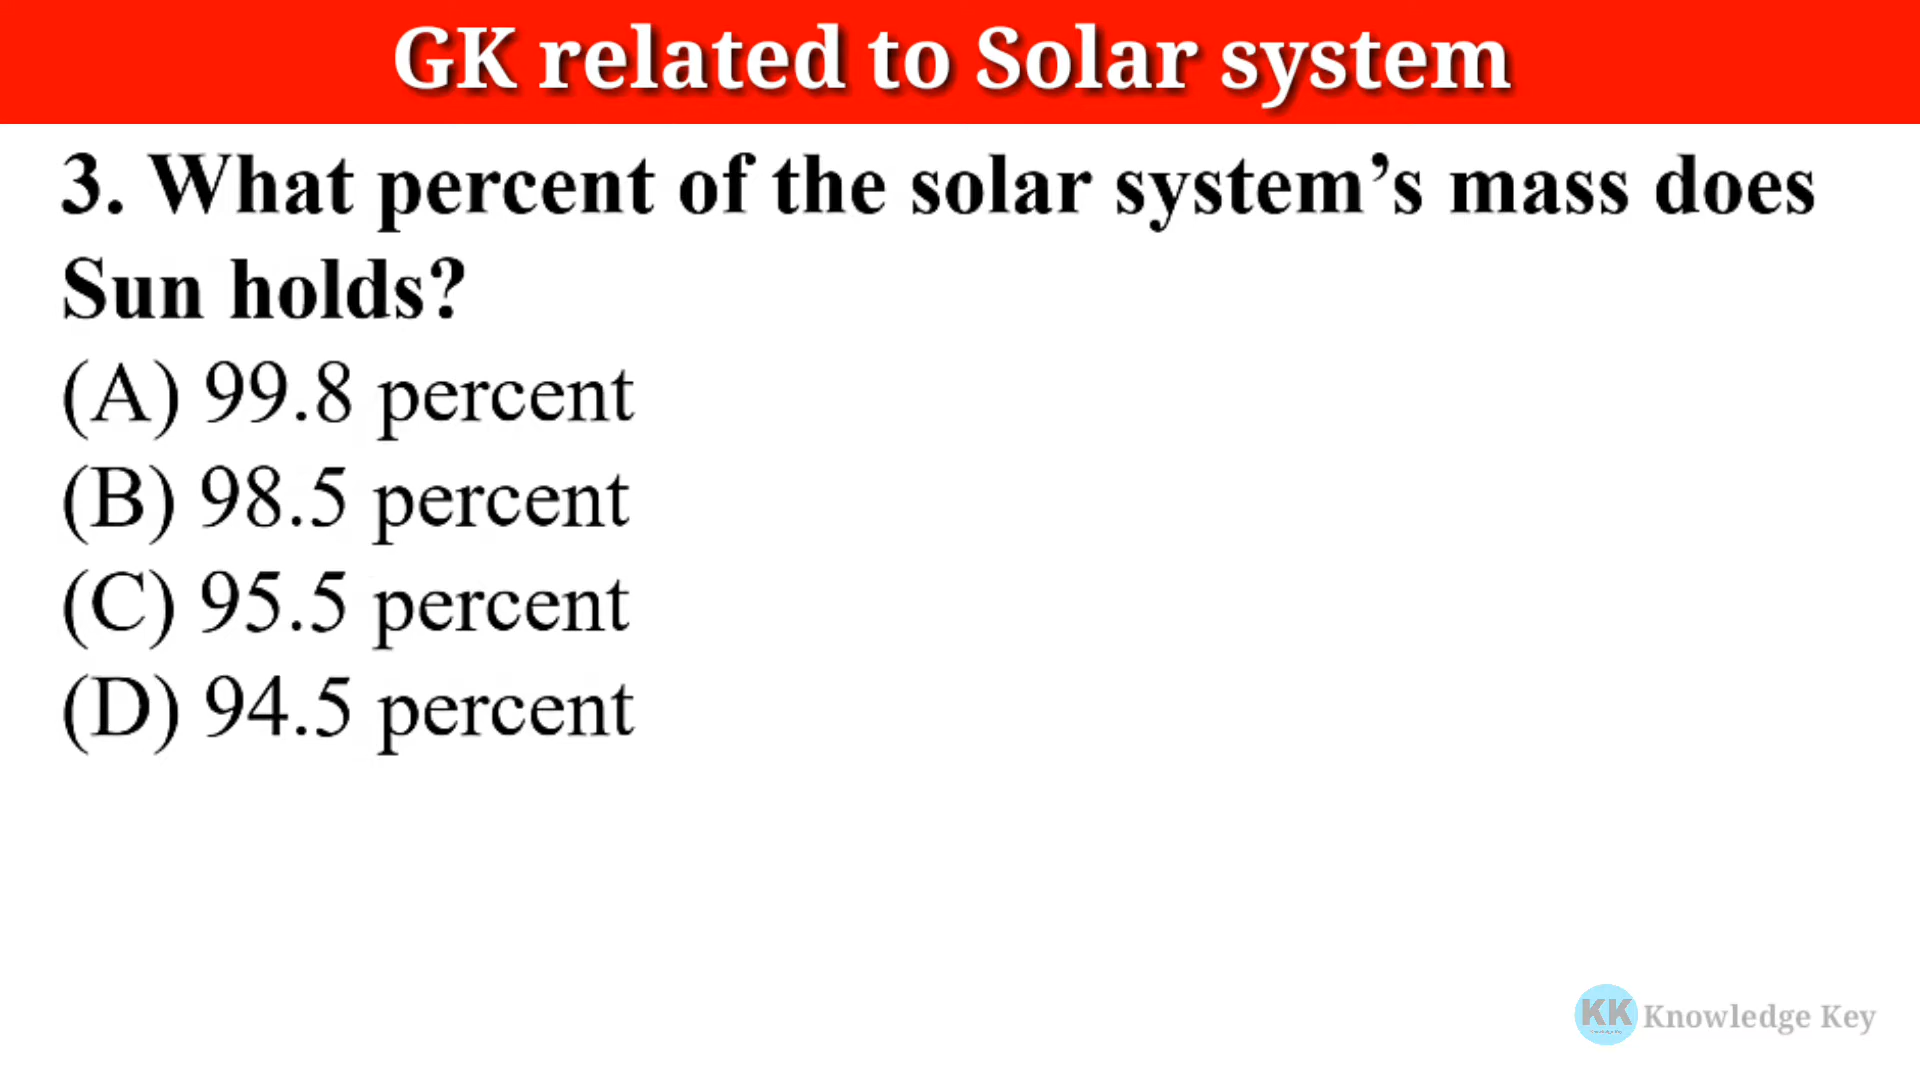 GK related to Solar system
3. What percent of the solar system’s mass does
Sun holds?
(A) 99.8 percent
(B) 98.5 percent
(C) 95.5 percent
(D) 94.5 percent
KK Knowledge Key